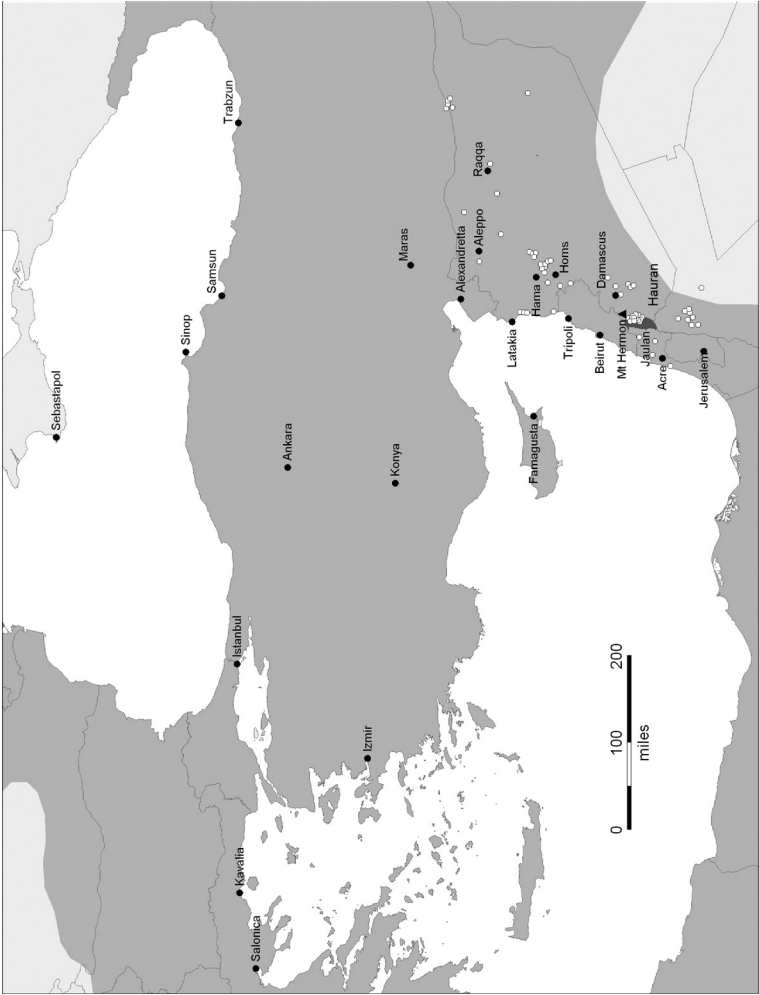 Sebastapol
Sinop
Samsun
Trabzun
Istanbul
Kavalla
Salonica
Ankara
Izmir
Konya
Maras
Alexandretta
Aleppo
Raqqa
Latakia
Famagusta
Hama
Homs
Tripoli
Beirut
Damascus
0 100 200
Mt Hermon
miles
Jaulan
Hauran
Acre
Jerusalem